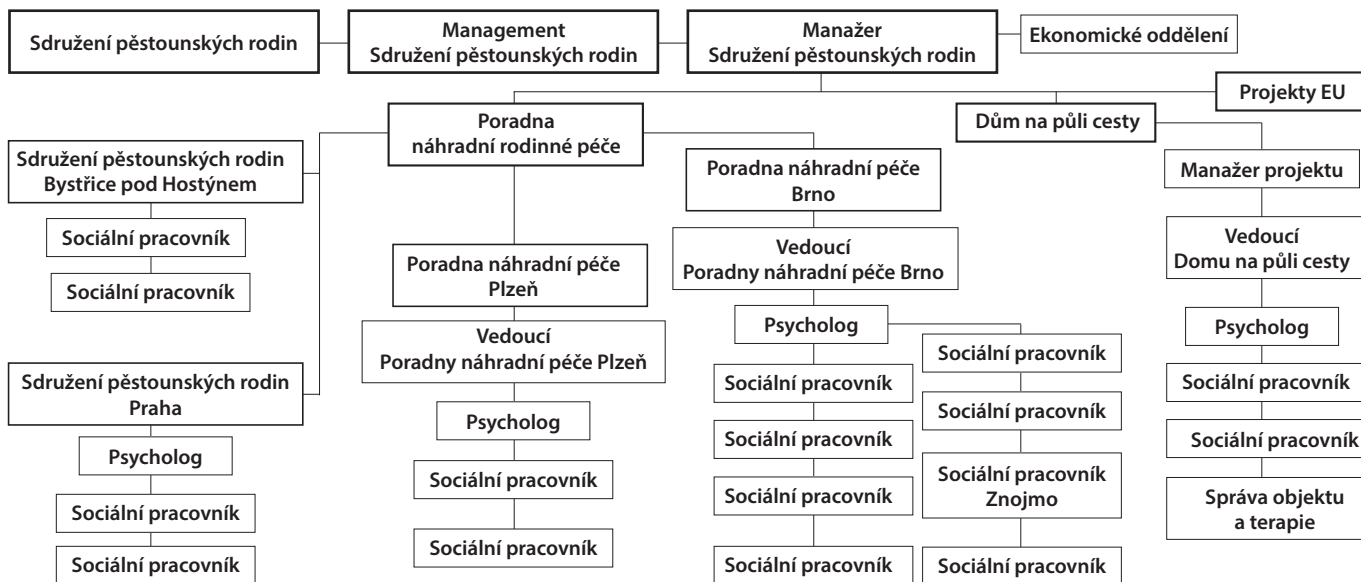 Sdružení pěstounských rodin
Management
Sdružení pěstounských rodin
Manažer
Sdružení pěstounských rodin
Ekonomické oddělení
Projekty EU
Poradna
náhradní rodinné péče
Dům na půli cesty
Sdružení pěstounských rodin
Bystřice pod Hostýnem
Sociální pracovník
Sociální pracovník
Sdružení pěstounských rodin
Praha
Psycholog
Sociální pracovník
Sociální pracovník
Poradna náhradní péče
Plzeň
Vedoucí
Poradny náhradní péče Plzeň
Psycholog
Sociální pracovník
Sociální pracovník
Poradna náhradní péče
Brno
Vedoucí
Poradny náhradní péče Brno
Psycholog
Sociální pracovník
Sociální pracovník
Sociální pracovník
Sociální pracovník
Sociální pracovník
Sociální pracovník
Sociální pracovník
Znojmo
Sociální pracovník
Manažer projektu
Vedoucí
Domu na půli cesty
Psycholog
Sociální pracovník
Sociální pracovník
Správa objektu
a terapie